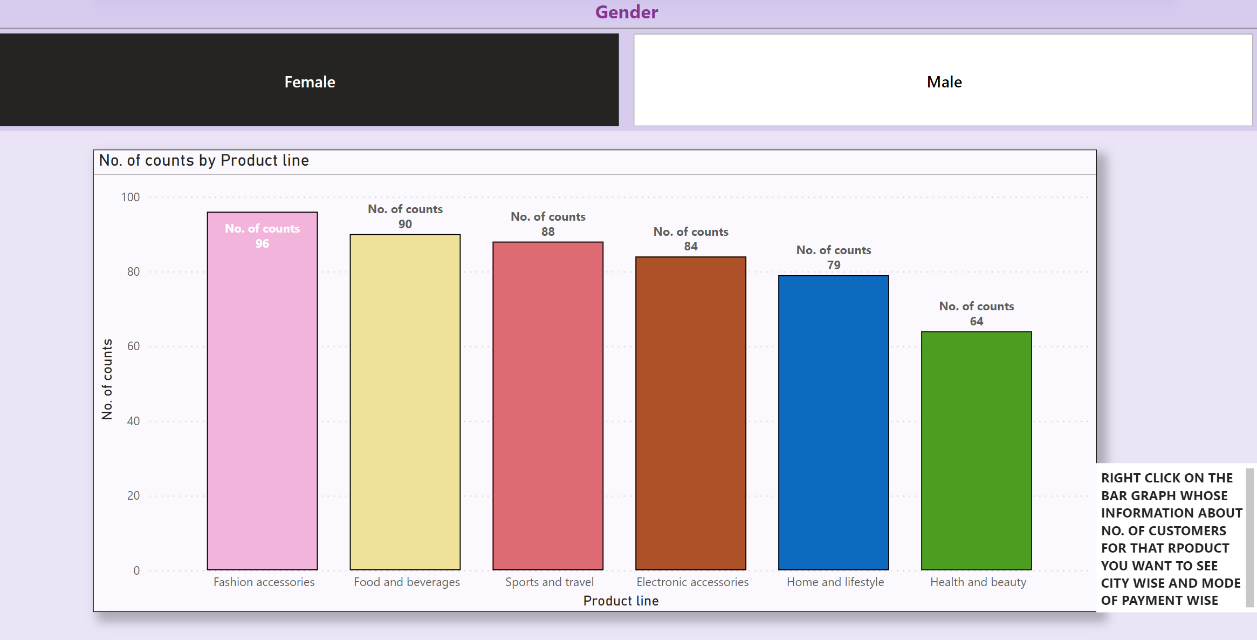 Gender
Female
Male
No. of counts by Product line
100
80
60
40
20
0
No. of counts
No. of counts
96
No. of counts
90
No. of counts
88
No. of counts
84
No. of counts
79
No. of counts
64
Fashion accessories
Food and beverages
Sports and travel
Electronic accessories
Home and lifestyle
Health and beauty
Product line
RIGHT CLICK ON THE
BAR GRAPH WHOSE
INFORMATION ABOUT
NO. OF CUSTOMERS
FOR THAT RPODUCT
YOU WANT TO SEE
CITY WISE AND MODE
OF PAYMENT WISE